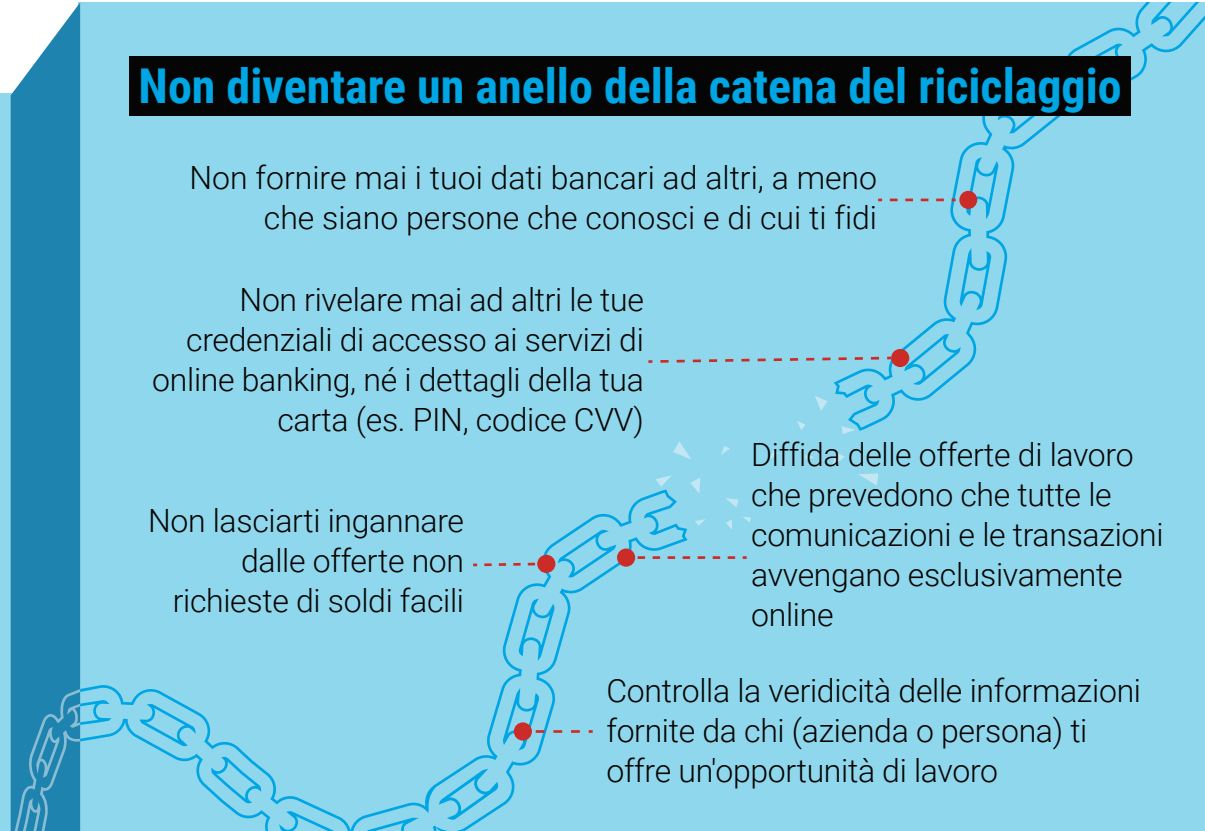 Non diventare un anello della catena del riciclaggio
Non fornire mai i tuoi dati bancari ad altri, a meno
che siano persone che conosci e di cui ti fidi
Non rivelare mai ad altri le tue
credenziali di accesso ai servizi di
online banking, né i dettagli della tua
carta (es. PIN, codice CVV)
Diffida delle offerte di lavoro
che prevedono che tutte le
comunicazioni e le transazioni
avvengano esclusivamente
online
Non lasciarti ingannare
dalle offerte non
richieste di soldi facili
Controlla la veridicità delle informazioni
fornite da chi (azienda o persona) ti
offre un'opportunità di lavoro